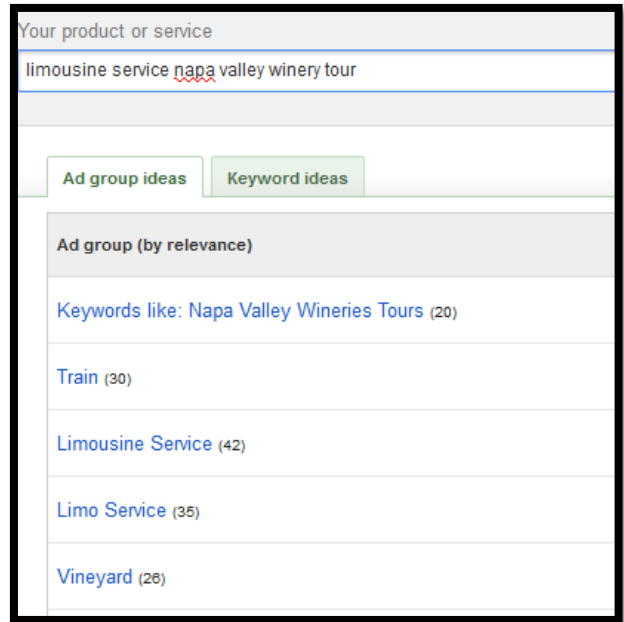 Your product or service
limousine service napa valley winery tour
Ad group ideas Keyword ideas
Ad group (by relevance)
Keywords like: Napa Valley Wineries Tours (20)
Train (30)
Limousine Service (42)
Limo Service (35)
Vineyard (26)